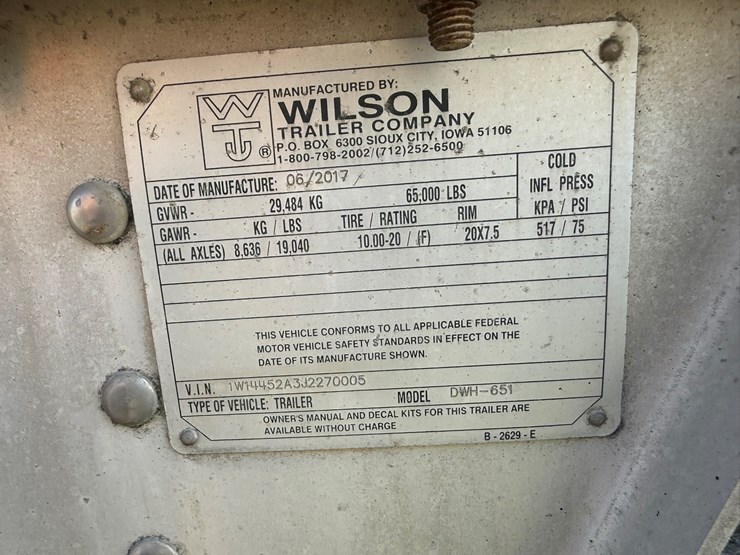 WTJ ®
MANUFACTURED BY:
WILSON
TRAILER COMPANY
P.O. BOX 6300 SIOUX CITY, IOWA 51106
1-800-798-2002/(712)252-6500
DATE OF MANUFACTURE: 06/2017
GVWR - 29,484 KG 65,000 LBS
COLD
INFL PRESS
GAWR - KG / LBS TIRE / RATING RIM KPA / PSI
(ALL AXLES) 8,636 / 19,040 10.00-20 / (F) 20X7.5 517 / 75
THIS VEHICLE CONFORMS TO ALL APPLICABLE FEDERAL
MOTOR VEHICLE SAFETY STANDARDS IN EFFECT ON THE
DATE OF ITS MANUFACTURE SHOWN.
V.I.N. 1W14452A3J2270005
TYPE OF VEHICLE: TRAILER MODEL DWH-651
OWNER'S MANUAL AND DECAL KITS FOR THIS TRAILER ARE
AVAILABLE WITHOUT CHARGE
B - 2629 - E